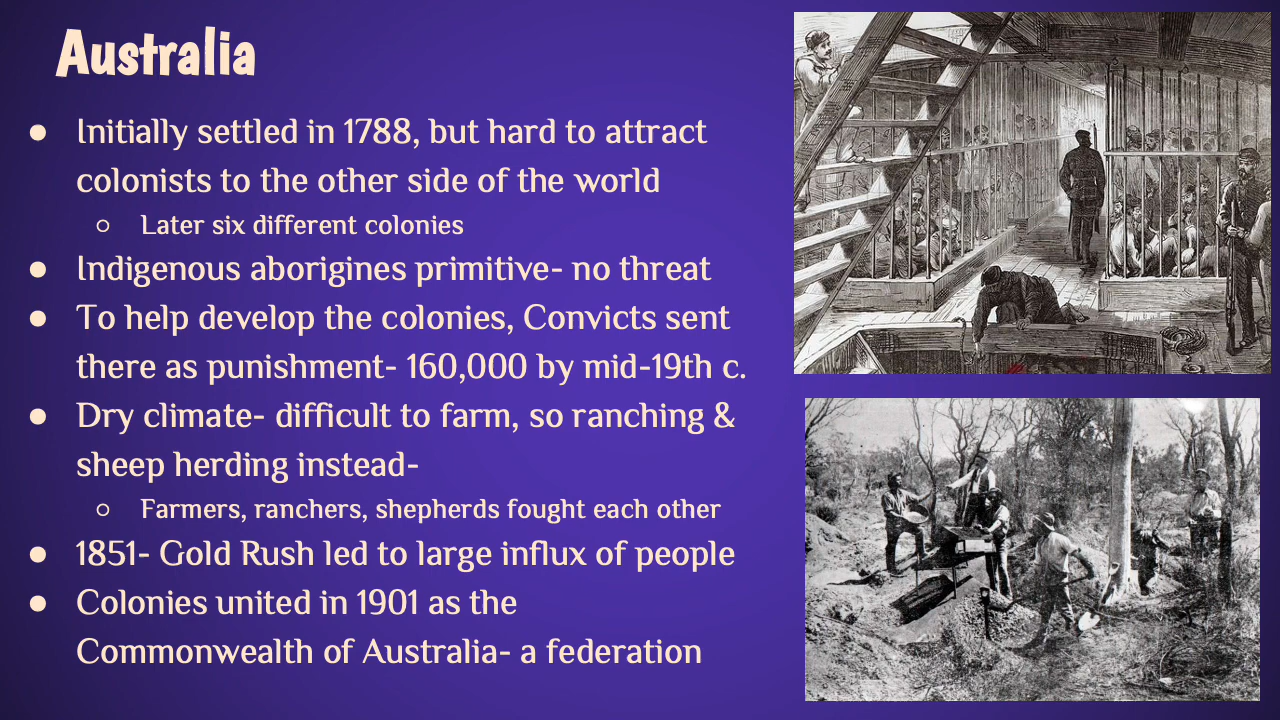 Australia
● Initially settled in 1788, but hard to attract
colonists to the other side of the world
○ Later six different colonies
● Indigenous aborigines primitive- no threat
● To help develop the colonies, Convicts sent
there as punishment- 160,000 by mid-19th c.
● Dry climate- difficult to farm, so ranching &
sheep herding instead-
○ Farmers, ranchers, shepherds fought each other
● 1851- Gold Rush led to large influx of people
● Colonies united in 1901 as the
Commonwealth of Australia- a federation